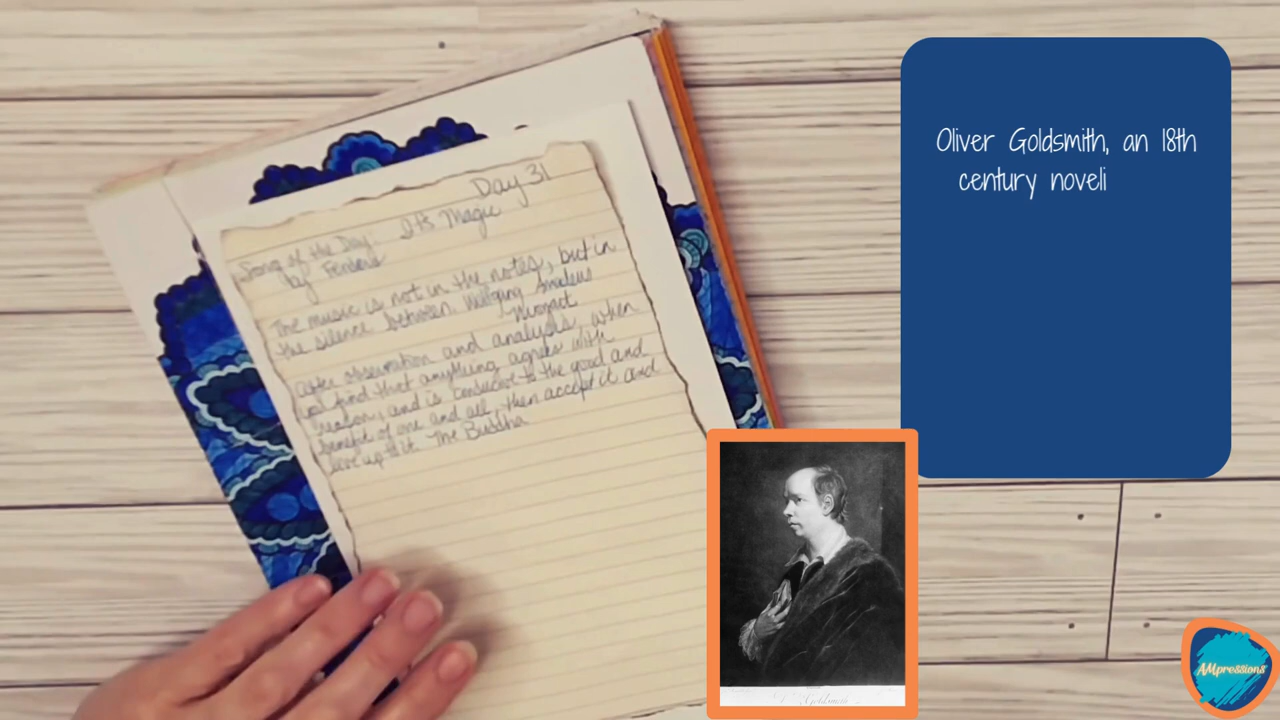 Day 31
Song of the Day: It's Magic
by
The music is not in the notes, but in
the silence between. Wolfgang Amadeus
Mozart
After observation and analysis, when
you find that anything agrees with
reason, and is conducive to the good and
benefit of one and all, then accept it and
live up to it. The Buddha
Oliver Goldsmith, an 18th
century noveli
Goldsmith
AMpressions